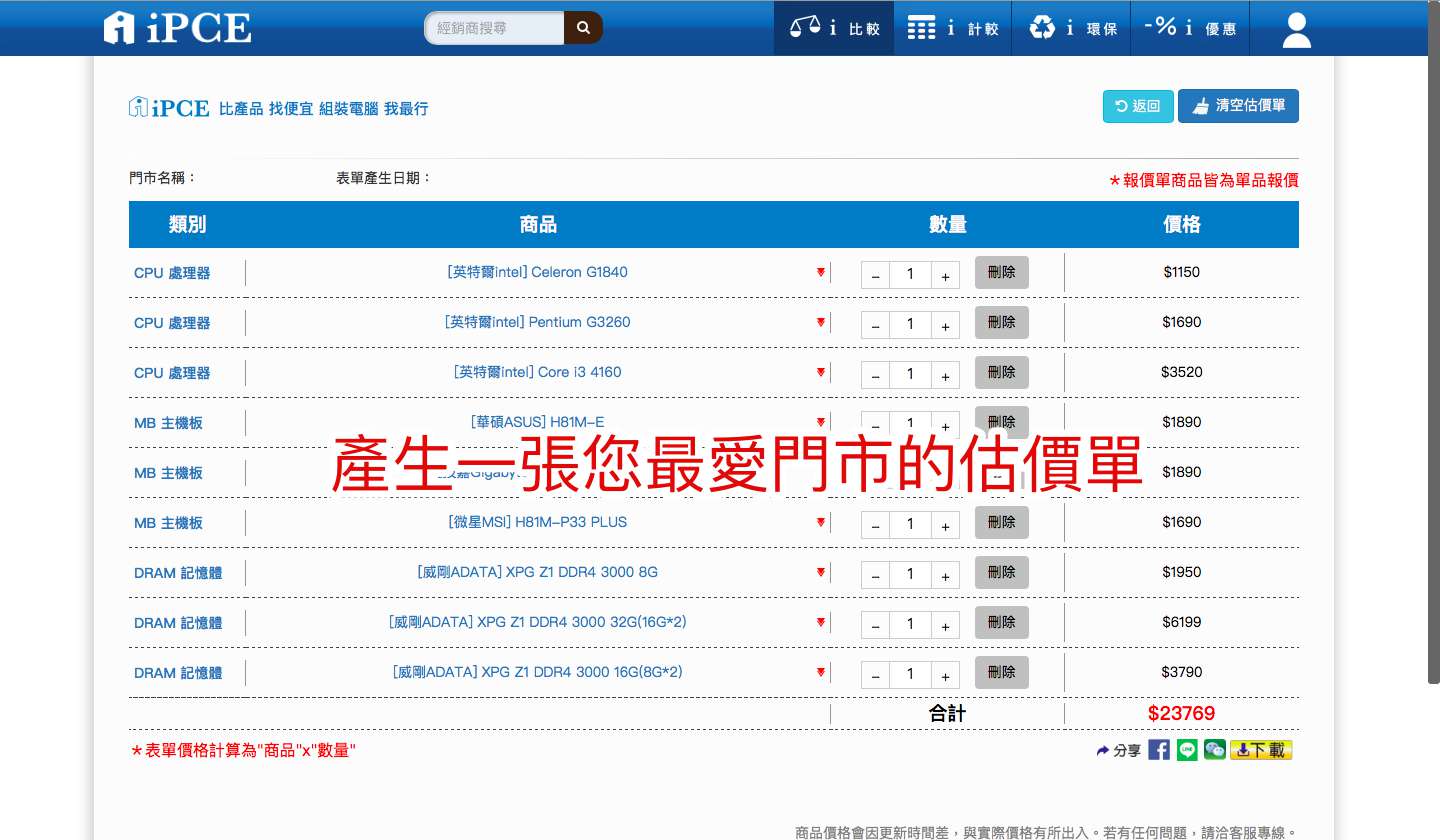 iPCE
經銷商搜尋
i 比較
i 計較
i 環保
-% i 優惠
iPCE 比產品 找便宜 組裝電腦 我最行
返回
清空估價單
門市名稱：
表單產生日期：
＊報價單商品皆為單品報價
類別 商品 數量 價格
CPU 處理器 [英特爾intel] Celeron G1840 - 1 + 刪除 $1150
CPU 處理器 [英特爾intel] Pentium G3260 - 1 + 刪除 $1690
CPU 處理器 [英特爾intel] Core i3 4160 - 1 + 刪除 $3520
MB 主機板 [華碩ASUS] H81M-E - 1 + 刪除 $1890
產生一張您最愛門市的估價單
MB 主機板 $1890
MB 主機板 [微星MSI] H81M-P33 PLUS - 1 + 刪除 $1690
DRAM 記憶體 [威剛ADATA] XPG Z1 DDR4 3000 8G - 1 + 刪除 $1950
DRAM 記憶體 [威剛ADATA] XPG Z1 DDR4 3000 32G(16G*2) - 1 + 刪除 $6199
DRAM 記憶體 [威剛ADATA] XPG Z1 DDR4 3000 16G(8G*2) - 1 + 刪除 $3790
合計 $23769
＊表單價格計算為"商品"x"數量"
分享
下載
商品價格會因更新時間差，與實際價格有所出入。若有任何問題，請洽客服專線。